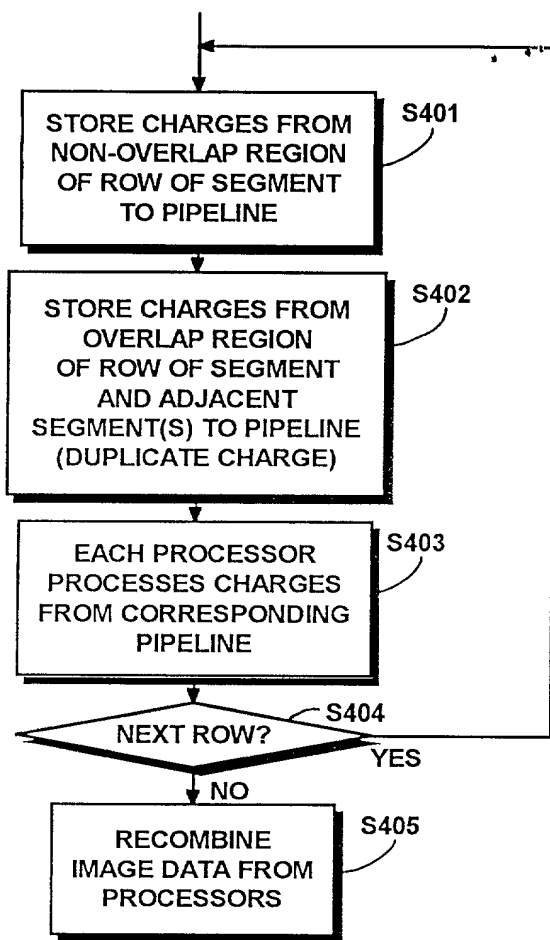 STORE CHARGES FROM
NON-OVERLAP REGION
OF ROW OF SEGMENT
TO PIPELINE
S401
STORE CHARGES FROM
OVERLAP REGION
OF ROW OF SEGMENT
AND ADJACENT
SEGMENT(S) TO PIPELINE
(DUPLICATE CHARGE)
S402
EACH PROCESSOR
PROCESSES CHARGES
FROM CORRESPONDING
PIPELINE
S403
NEXT ROW?
S404
YES
NO
RECOMBINE
IMAGE DATA FROM
PROCESSORS
S405